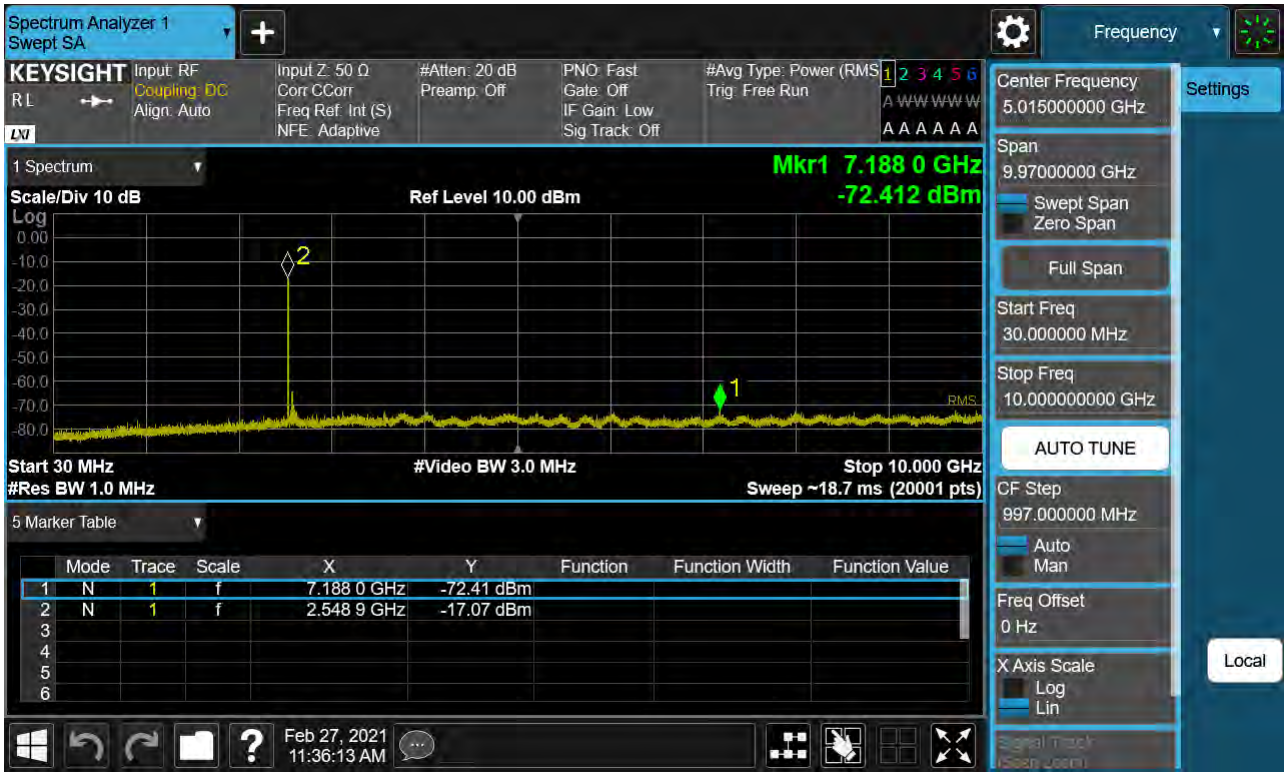 Spectrum Analyzer 1
Swept SA
+
Frequency
KEYSIGHT
RL
LXI
Input: RF
Coupling: DC
Align: Auto
Input Z: 50 Ω
Corr CCorr
Freq Ref: Int (S)
NFE: Adaptive
#Atten: 20 dB
Preamp: Off
PNO: Fast
Gate: Off
IF Gain: Low
Sig Track: Off
#Avg Type: Power (RMS
Trig: Free Run
1 2 3 4 5 6
A W W W W W
A A A A A A
1 Spectrum
Mkr1 7.188 0 GHz
Scale/Div 10 dB
Ref Level 10.00 dBm
-72.412 dBm
Log
0.00
-10.0
-20.0
-30.0
-40.0
-50.0
-60.0
-70.0
-80.0
2
1
RMS
Start 30 MHz
#Video BW 3.0 MHz
Stop 10.000 GHz
#Res BW 1.0 MHz
Sweep ~18.7 ms (20001 pts)
5 Marker Table
Mode Trace Scale X Y Function Function Width Function Value
1 N 1 f 7.188 0 GHz -72.41 dBm
2 N 1 f 2.548 9 GHz -17.07 dBm
3
4
5
6
Feb 27, 2021
11:36:13 AM
?
Center Frequency
5.015000000 GHz
Settings
Span
9.97000000 GHz
Swept Span
Zero Span
Full Span
Start Freq
30.000000 MHz
Stop Freq
10.000000000 GHz
AUTO TUNE
CF Step
997.000000 MHz
Auto
Man
Freq Offset
0 Hz
X Axis Scale
Log
Lin
Signal Track
(Span Zoom)
Local